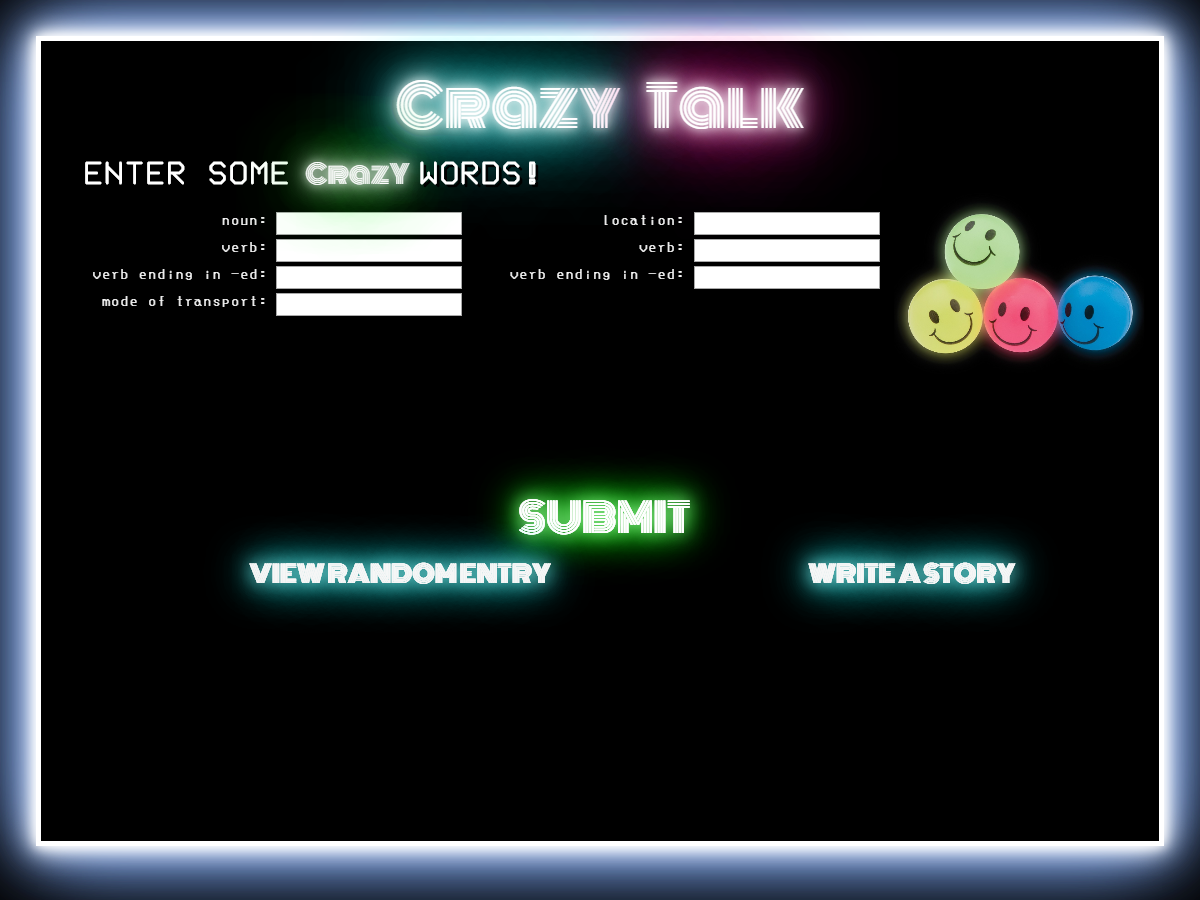 CrazY Talk
ENTER SOME CrazY WORDS!
noun:
verb:
verb ending in -ed:
mode of transport:
location:
verb:
verb ending in -ed:
SUBMIT
VIEW RANDOM ENTRY
WRITE A STORY